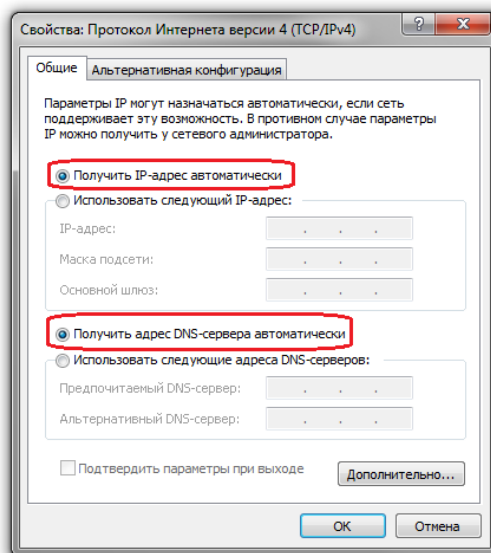 Свойства: Протокол Интернета версии 4 (TCP/IPv4)
Общие
Альтернативная конфигурация
Параметры IP могут назначаться автоматически, если сеть
поддерживает эту возможность. В противном случае параметры
IP можно получить у сетевого администратора.
Получить IP-адрес автоматически
Использовать следующий IP-адрес:
IP-адрес:
Маска подсети:
Основной шлюз:
Получить адрес DNS-сервера автоматически
Использовать следующие адреса DNS-серверов:
Предпочитаемый DNS-сервер:
Альтернативный DNS-сервер:
Подтвердить параметры при выходе
Дополнительно...
ОК
Отмена